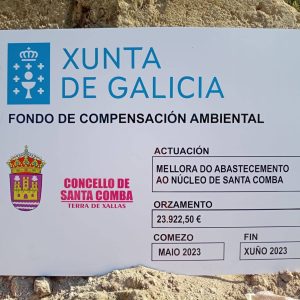 XUNTA
DE GALICIA
FONDO DE COMPENSACIÓN AMBIENTAL
ACTUACIÓN
MELLORA DO ABASTECEMENTO
AO NÚCLEO DE SANTA COMBA
CONCELLO DE
SANTA COMBA
TERRA DE XALLAS
ORZAMENTO
23.922,50 €
COMEZO FIN
MAIO 2023 XUÑO 2023